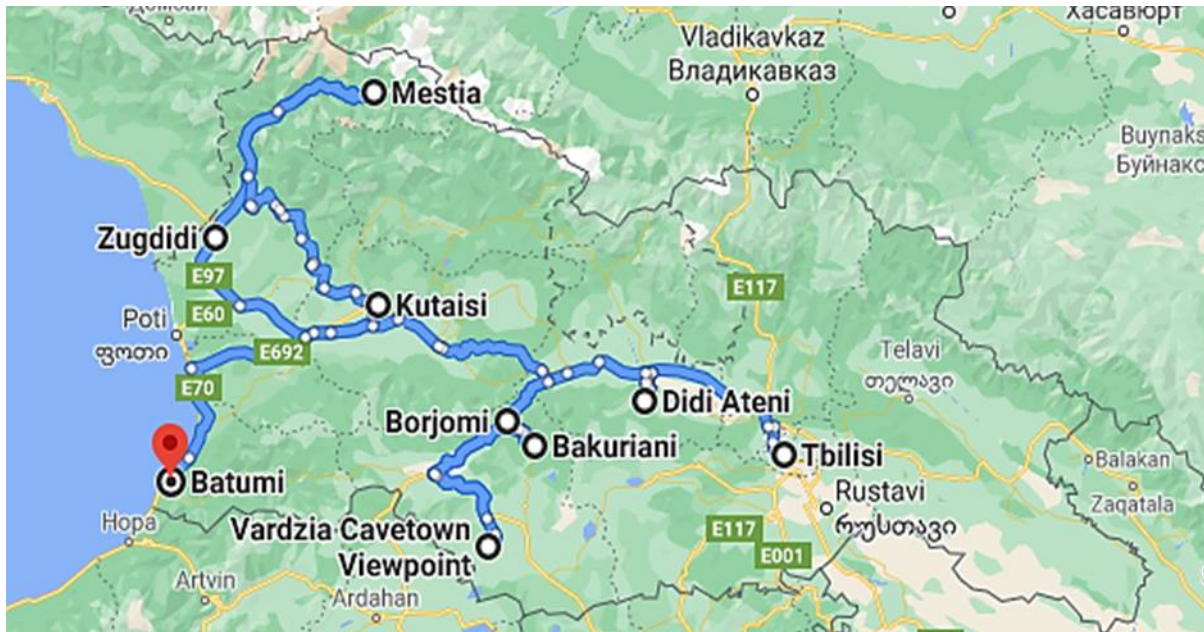 Домбай
Хасавюрт
Vladikavkaz
Владикавказ
Mestia
Buynaks
Буйнакс
Zugdidi
E97
E117
Kutaisi
E60
Poti
ფოთი
E692
Telavi
თელავი
E70
Didi Ateni
Borjomi
Bakuriani
Tbilisi
Balakan
Batumi
Rustavi
რუსთავი
Zaqatala
Hopa
Vardzia Cavetown
Viewpoint
E117
E001
Artvin
Ardahan